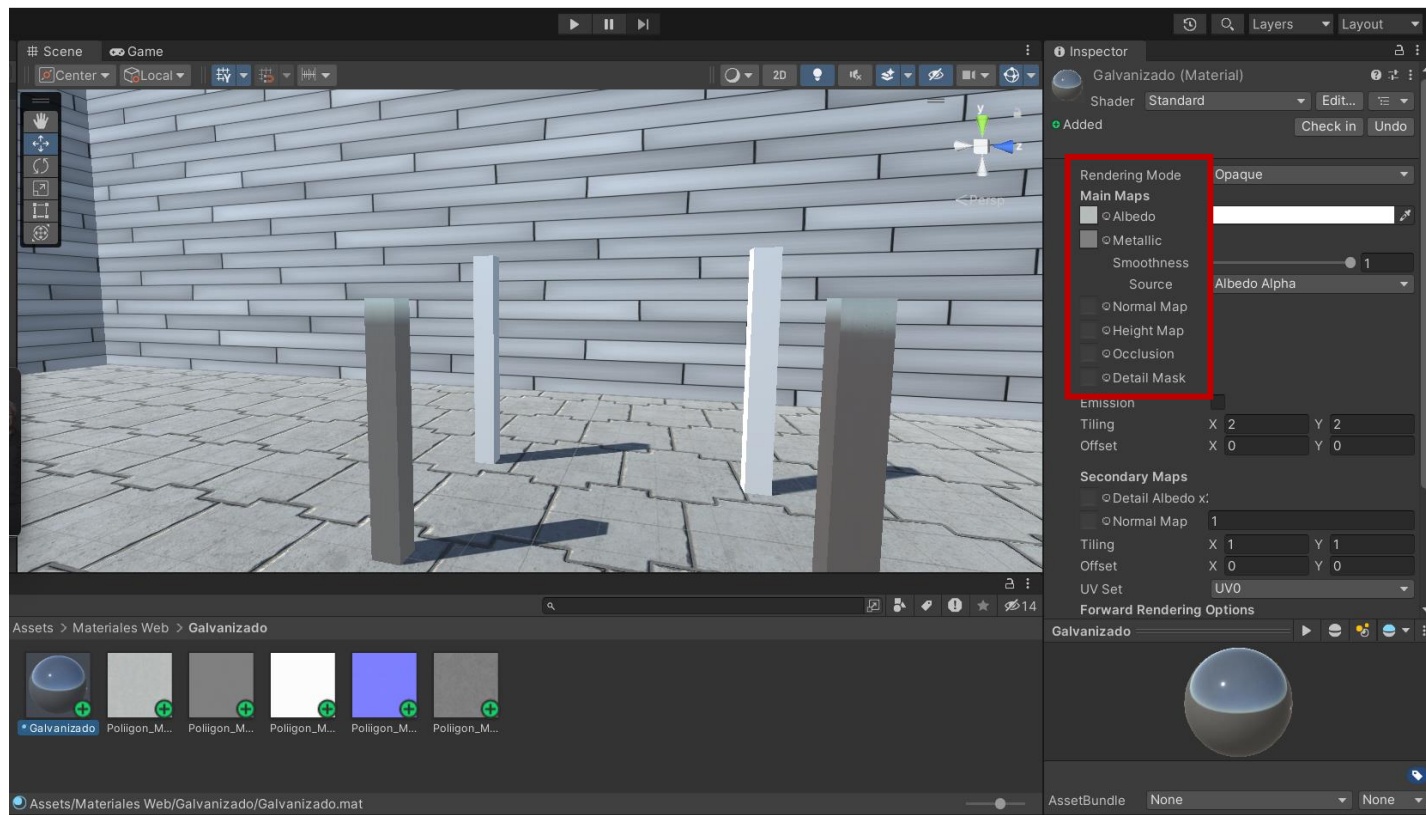 Layers Layout
Scene Game
Center Local 2D
y
z
Persp
Inspector
Galvanizado (Material)
Shader Standard Edit...
Added Check in Undo
Rendering Mode Opaque
Main Maps
Albedo
Metallic
Smoothness 1
Source Albedo Alpha
Normal Map
Height Map
Occlusion
Detail Mask
Emission
Tiling X 2 Y 2
Offset X 0 Y 0
Secondary Maps
Detail Albedo x
Normal Map 1
Tiling X 1 Y 1
Offset X 0 Y 0
UV Set UV0
Forward Rendering Options
14
Assets > Materiales Web > Galvanizado
* Galvanizado Poliigon_M... Poliigon_M... Poliigon_M... Poliigon_M... Poliigon_M...
Assets/Materiales Web/Galvanizado/Galvanizado.mat
Galvanizado
AssetBundle None None